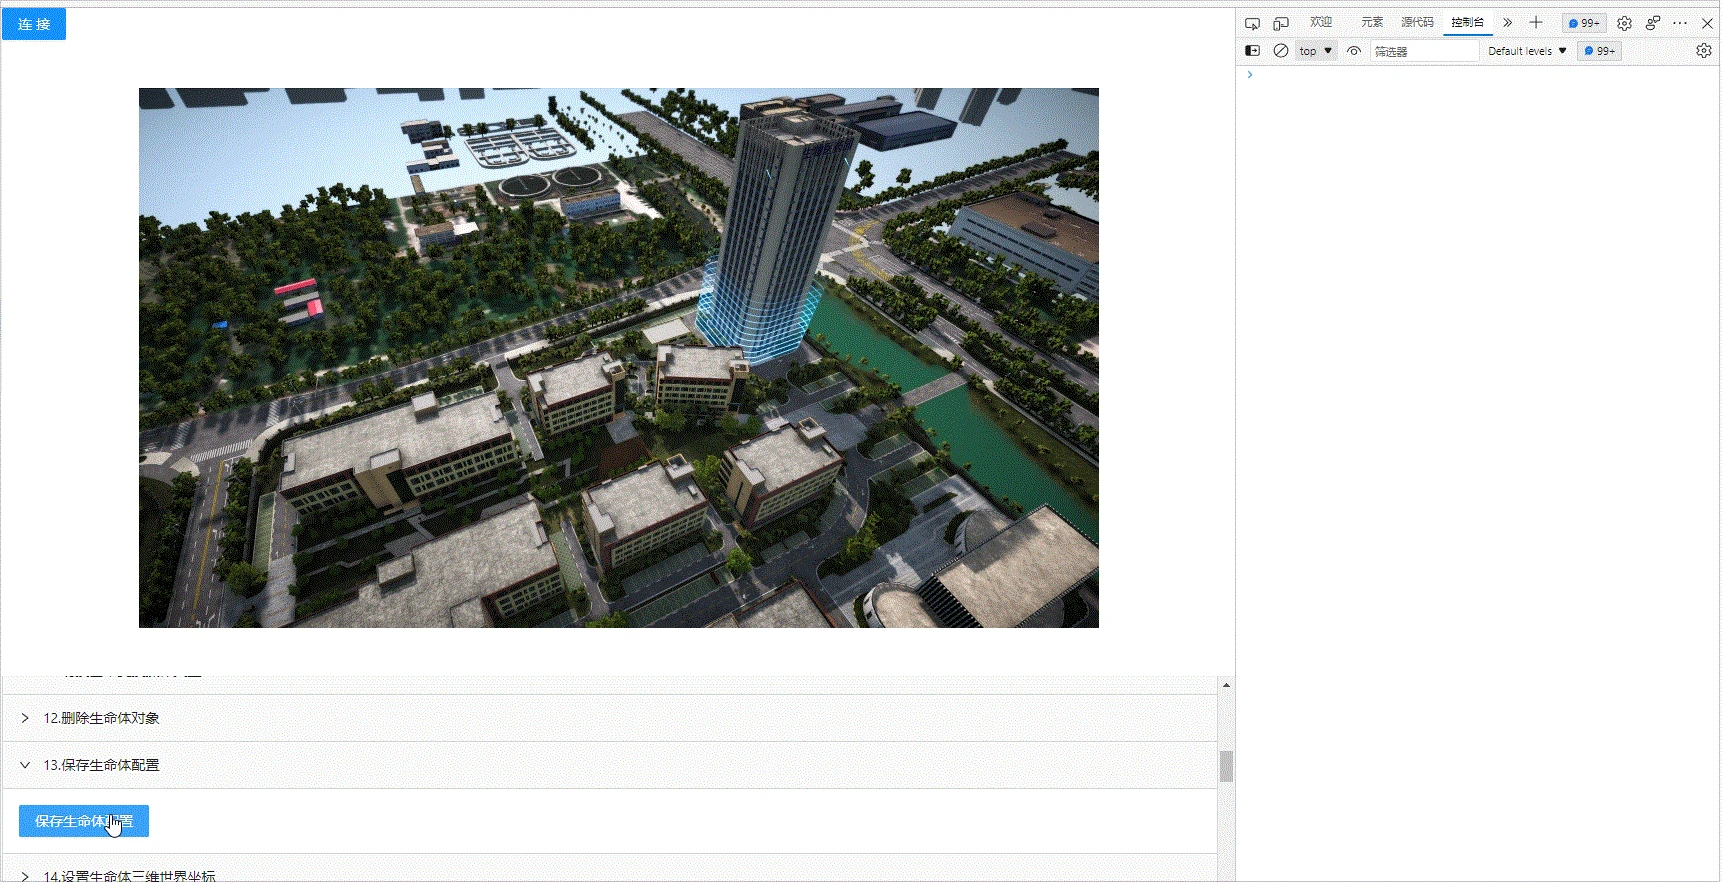 连 接
欢迎
元素
源代码
控制台
99+
top
筛选器
Default levels
99+
12.删除生命体对象
13.保存生命体配置
保存生命体配置
14.设置生命体三维世界坐标